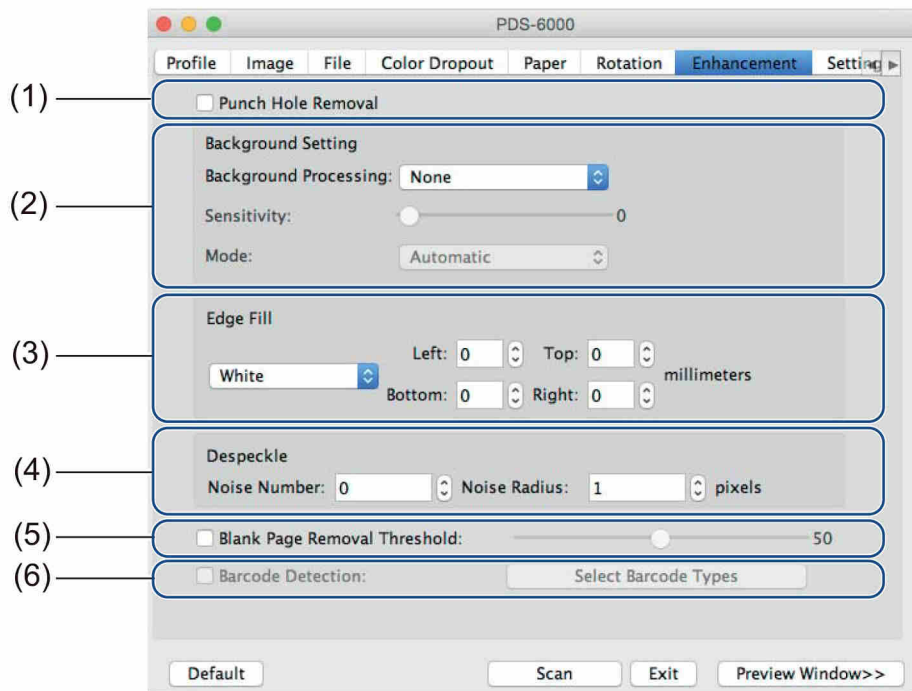 PDS-6000
Profile Image File Color Dropout Paper Rotation Enhancement
(1) Punch Hole Removal
Background Setting
Background Processing: None
(2) Sensitivity: 0
Mode: Automatic
Edge Fill
Left: 0 Top: 0
(3) White millimeters
Bottom: 0 Right: 0
Despeckle
(4) Noise Number: 0 Noise Radius: 1 pixels
(5) Blank Page Removal Threshold: 50
(6) Barcode Detection: Select Barcode Types
Default Scan Exit Preview Window>>